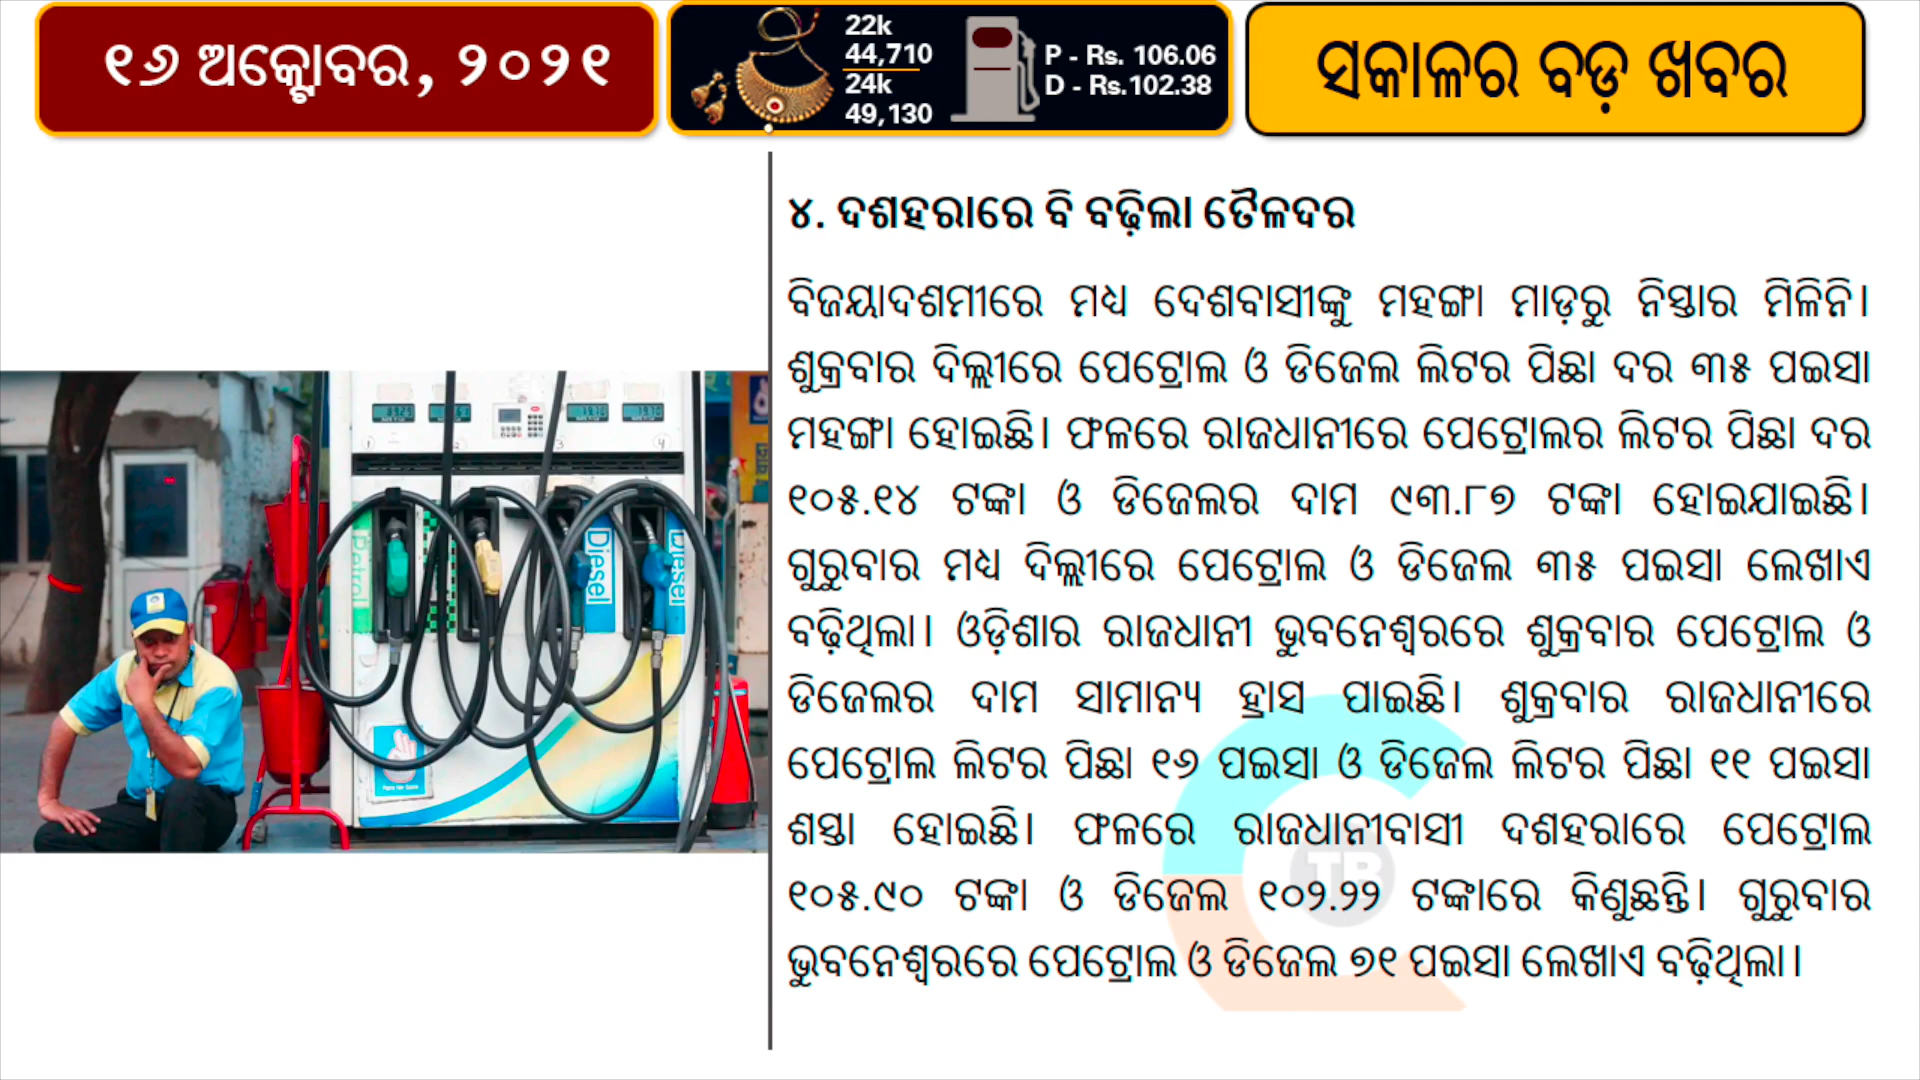 ୧୬ ଅକ୍ଟୋବର, ୨୦୨୧
22k
44,710
24k
49,130
P - Rs. 106.06
D - Rs.102.38
ସକାଳର ବଡ଼ ଖବର
୪. ଦଶହରାରେ ବି ବଢ଼ିଲା ତୈଳଦର
ବିଜୟାଦଶମୀରେ ମଧ୍ୟ ଦେଶବାସୀଙ୍କୁ ମହଙ୍ଗା ମାଡ଼ରୁ ନିସ୍ତାର ମିଳିନି।
ଶୁକ୍ରବାର ଦିଲ୍ଲୀରେ ପେଟ୍ରୋଲ ଓ ଡିଜେଲ ଲିଟର ପିଛା ଦର ୩୫ ପଇସା
ମହଙ୍ଗା ହୋଇଛି। ଫଳରେ ରାଜଧାନୀରେ ପେଟ୍ରୋଲର ଲିଟର ପିଛା ଦର
୧୦୫.୧୪ ଟଙ୍କା ଓ ଡିଜେଲର ଦାମ ୯୩.୮୭ ଟଙ୍କା ହୋଇଯାଇଛି।
ଗୁରୁବାର ମଧ୍ୟ ଦିଲ୍ଲୀରେ ପେଟ୍ରୋଲ ଓ ଡିଜେଲ ୩୫ ପଇସା ଲେଖାଏ
ବଢ଼ିଥିଲା। ଓଡ଼ିଶାର ରାଜଧାନୀ ଭୁବନେଶ୍ୱରରେ ଶୁକ୍ରବାର ପେଟ୍ରୋଲ ଓ
ଡିଜେଲର ଦାମ ସାମାନ୍ୟ ହ୍ରାସ ପାଇଛି। ଶୁକ୍ରବାର ରାଜଧାନୀରେ
ପେଟ୍ରୋଲ ଲିଟର ପିଛା ୧୬ ପଇସା ଓ ଡିଜେଲ ଲିଟର ପିଛା ୧୧ ପଇସା
ଶସ୍ତା ହୋଇଛି। ଫଳରେ ରାଜଧାନୀବାସୀ ଦଶହରାରେ ପେଟ୍ରୋଲ
୧୦୫.୯୦ ଟଙ୍କା ଓ ଡିଜେଲ ୧୦୨.୨୨ ଟଙ୍କାରେ କିଣୁଛନ୍ତି। ଗୁରୁବାର
ଭୁବନେଶ୍ୱରରେ ପେଟ୍ରୋଲ ଓ ଡିଜେଲ ୭୧ ପଇସା ଲେଖାଏ ବଢ଼ିଥିଲା।
Petrol
Diesel
Diesel
TB